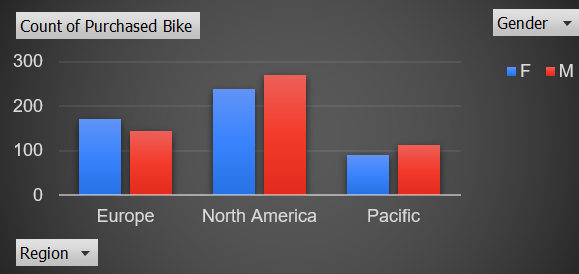 Count of Purchased Bike
Gender
F M
300
200
100
0
Europe North America Pacific
Region